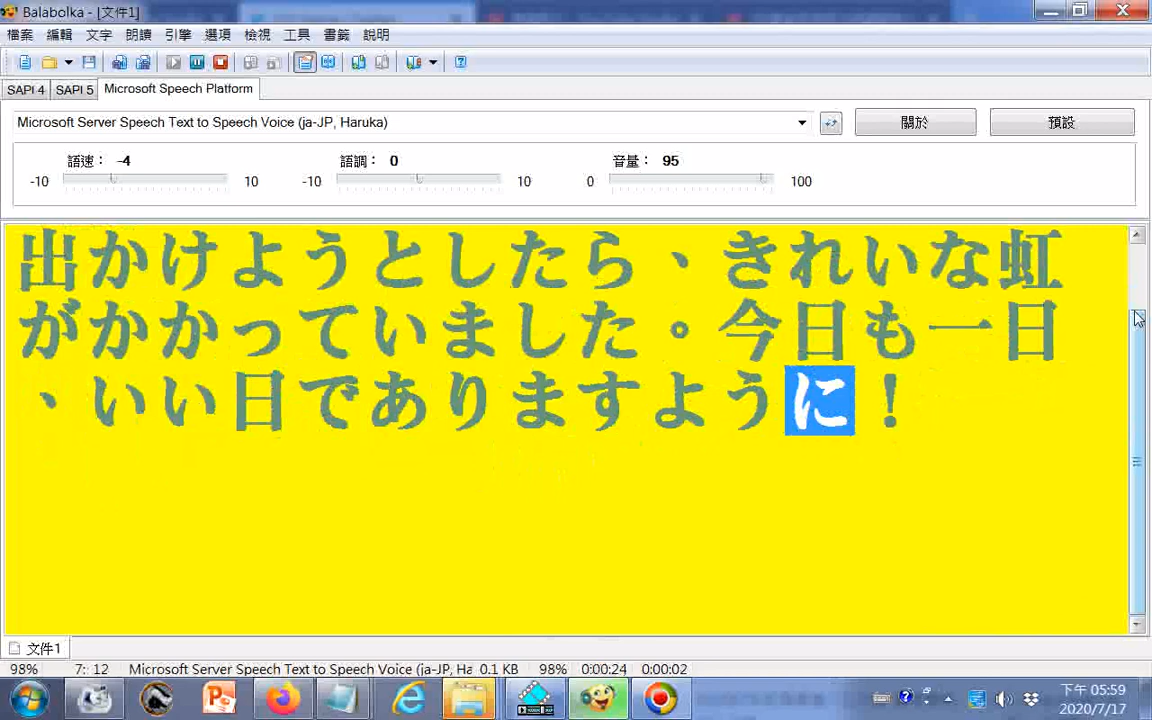 Balabolka - [文件1]
檔案 編輯 文字 朗讀 引擎 選項 檢視 工具 書籤 說明
SAPI 4 SAPI 5 Microsoft Speech Platform
Microsoft Server Speech Text to Speech Voice (ja-JP, Haruka)
關於 預設
語速： -4 語調： 0 音量： 95
-10 10 -10 10 0 100
出かけようとしたら、きれいな虹
がかかっていました。今日も一日
、いい日でありますように！
文件1
98% 7: 12 Microsoft Server Speech Text to Speech Voice (ja-JP, Ha 0.1 KB 98% 0:00:24 0:00:02
下午 05:59
2020/7/17